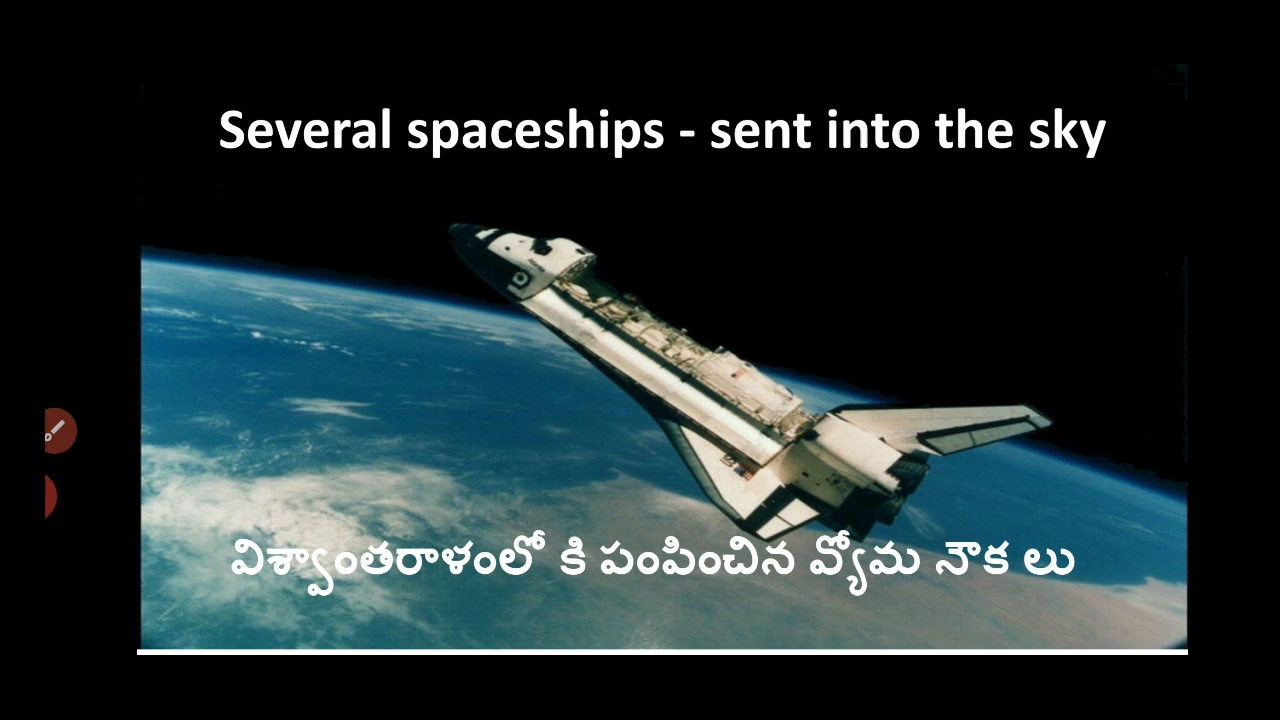 Several spaceships - sent into the sky
విశ్వాంతరాళంలో కి పంపించిన వ్యోమ నౌక లు